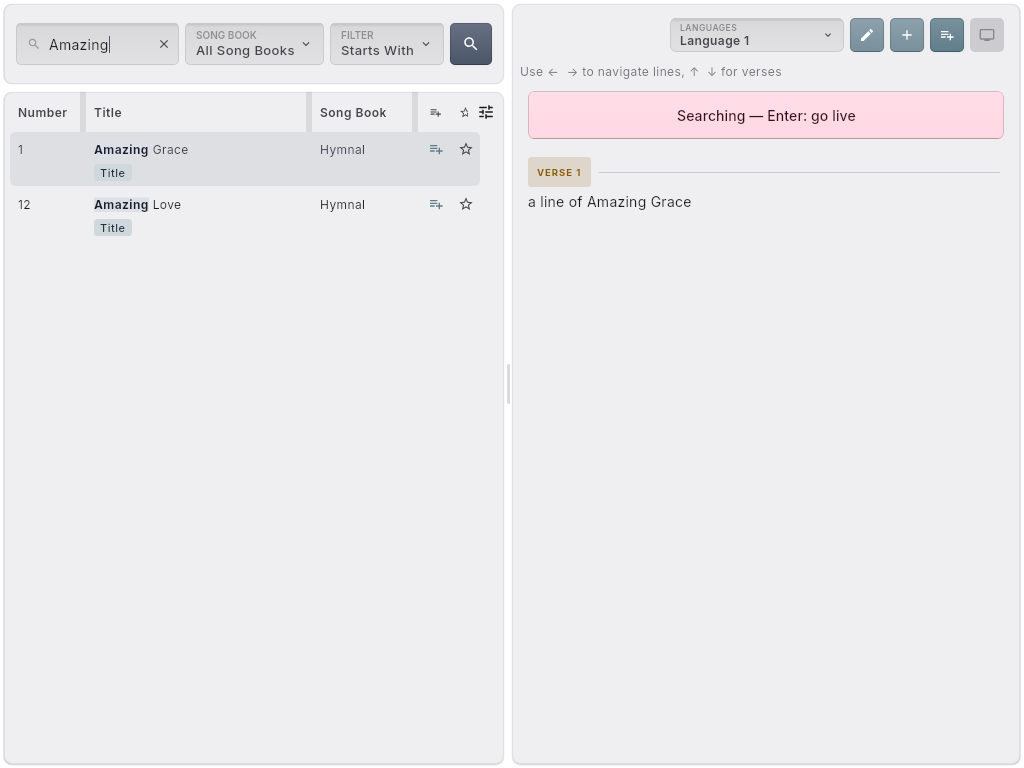 Amazing
SONG BOOK
All Song Books
FILTER
Starts With
Number Title Song Book
1 Amazing Grace Hymnal
Title
12 Amazing Love Hymnal
Title
LANGUAGES
Language 1
Use ← → to navigate lines, ↑ ↓ for verses
Searching — Enter: go live
VERSE 1
a line of Amazing Grace